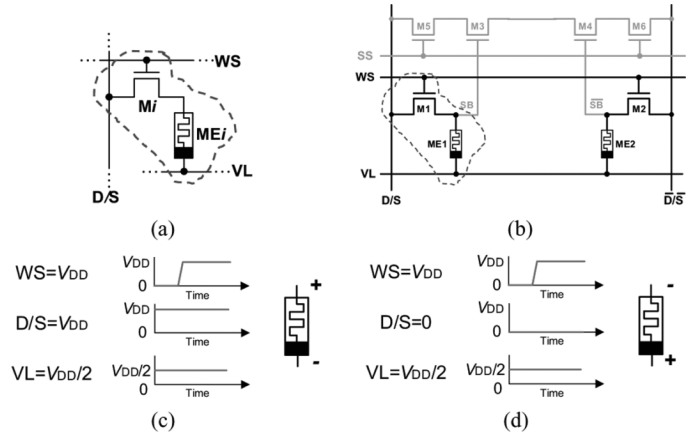 WS
Mi
MEi
VL
D/S
(a)
M5 M3 M4 M6
SS
WS
M1 SB S̅B̅ M2
ME1 ME2
VL
D/S D̅/S̅
(b)
WS=VDD
VDD
0
Time
D/S=VDD
VDD
0
Time
VL=VDD/2
VDD/2
0
Time
+
-
(c)
WS=VDD
VDD
0
Time
D/S=0
VDD
0
Time
VL=VDD/2
VDD/2
0
Time
-
+
(d)